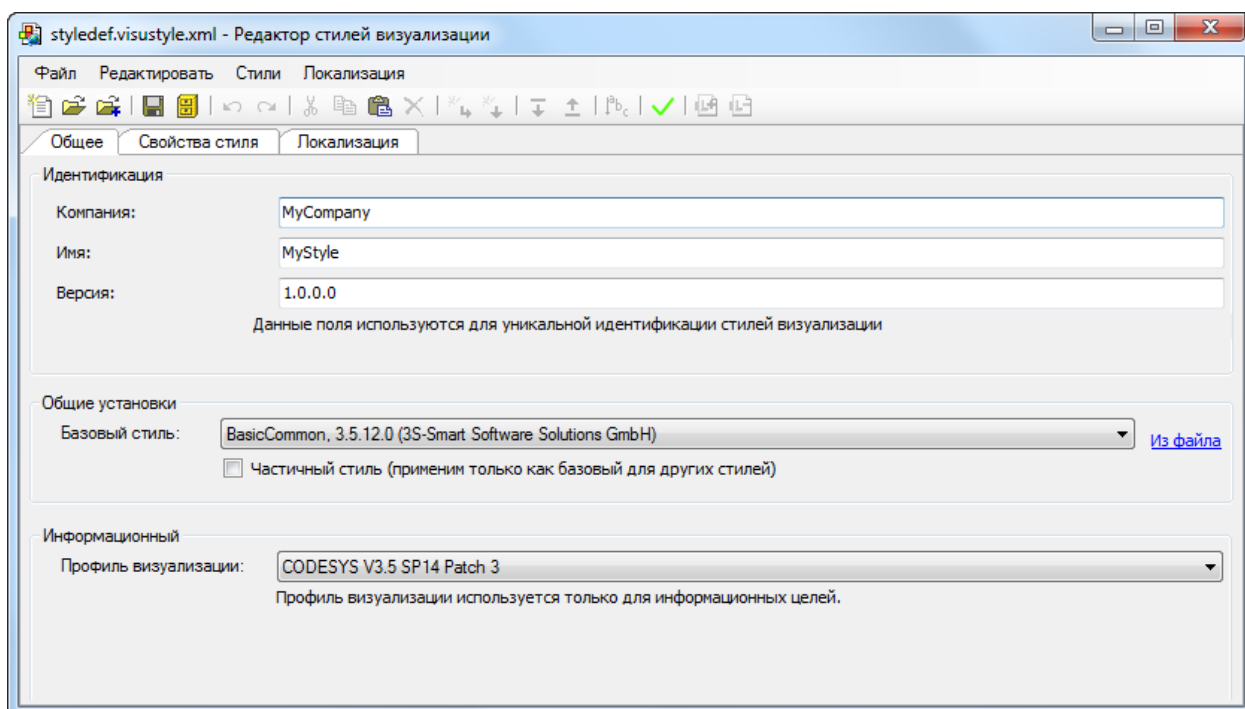 styledef.visustyle.xml - Редактор стилей визуализации
Файл Редактировать Стили Локализация
Общее Свойства стиля Локализация
Идентификация
Компания: MyCompany
Имя: MyStyle
Версия: 1.0.0.0
Данные поля используются для уникальной идентификации стилей визуализации
Общие установки
Базовый стиль: BasicCommon, 3.5.12.0 (3S-Smart Software Solutions GmbH) Из файла
Частичный стиль (применим только как базовый для других стилей)
Информационный
Профиль визуализации: CODESYS V3.5 SP14 Patch 3
Профиль визуализации используется только для информационных целей.